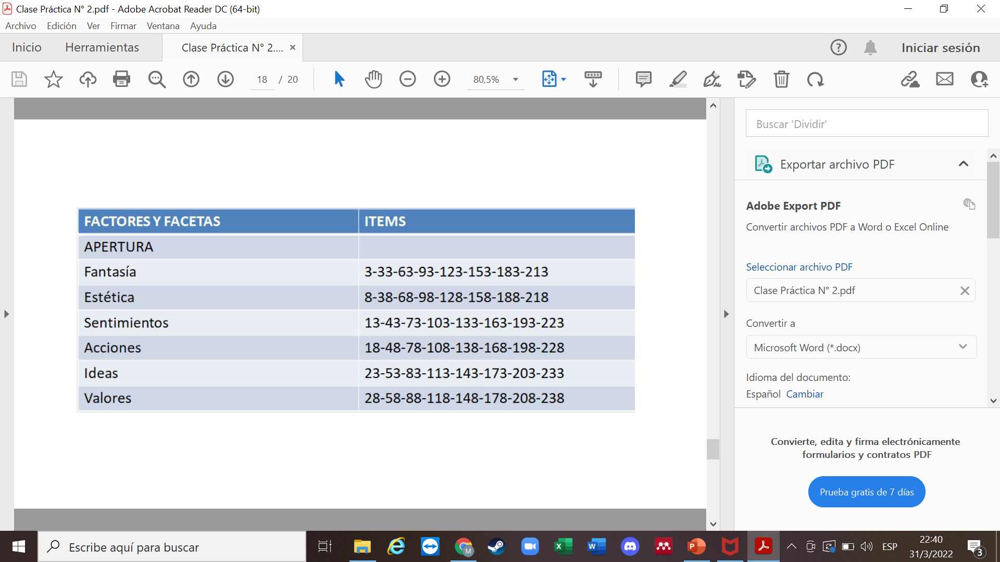 Clase Práctica N° 2.pdf - Adobe Acrobat Reader DC (64-bit)
Archivo Edición Ver Firmar Ventana Ayuda
Inicio Herramientas Clase Práctica N° 2.... × ? Iniciar sesión
18 / 20 80,5%
Buscar 'Dividir'
Exportar archivo PDF
Adobe Export PDF
Convertir archivos PDF a Word o Excel Online
Seleccionar archivo PDF
Clase Práctica N° 2.pdf
Convertir a
Microsoft Word (*.docx)
Idioma del documento:
Español Cambiar
Convierte, edita y firma electrónicamente
formularios y contratos PDF
Prueba gratis de 7 días
FACTORES Y FACETAS ITEMS
APERTURA
Fantasía 3-33-63-93-123-153-183-213
Estética 8-38-68-98-128-158-188-218
Sentimientos 13-43-73-103-133-163-193-223
Acciones 18-48-78-108-138-168-198-228
Ideas 23-53-83-113-143-173-203-233
Valores 28-58-88-118-148-178-208-238
Escribe aquí para buscar
M
X
W
P
ESP
22:40
31/3/2022
3